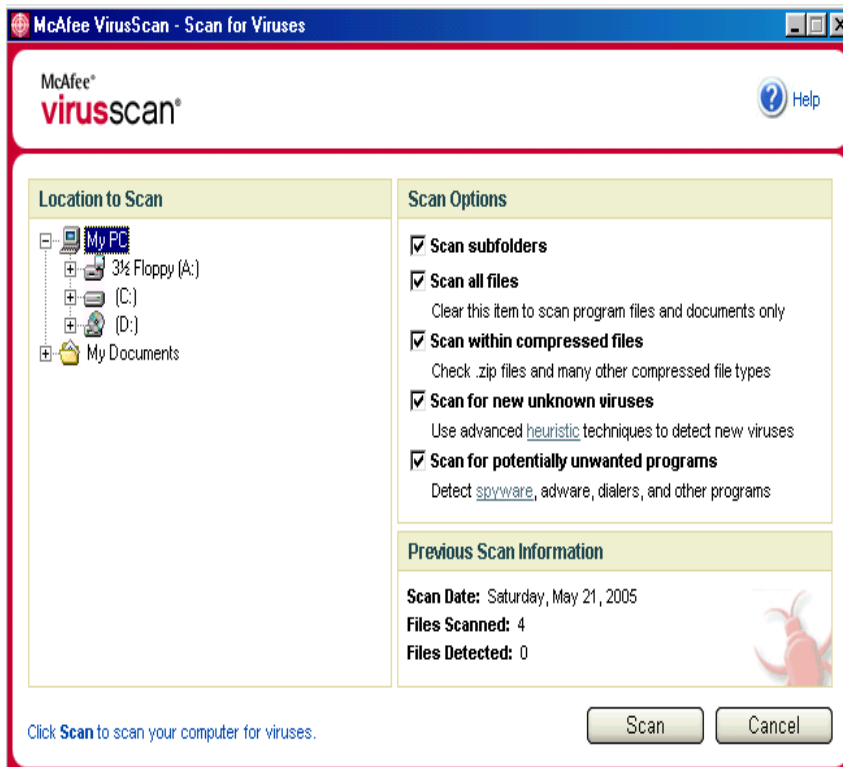 McAfee VirusScan - Scan for Viruses
McAfee®
virusscan®
Help
Location to Scan
My PC
3½ Floppy (A:)
(C:)
(D:)
My Documents
Scan Options
Scan subfolders
Scan all files
Clear this item to scan program files and documents only
Scan within compressed files
Check .zip files and many other compressed file types
Scan for new unknown viruses
Use advanced heuristic techniques to detect new viruses
Scan for potentially unwanted programs
Detect spyware, adware, dialers, and other programs
Previous Scan Information
Scan Date: Saturday, May 21, 2005
Files Scanned: 4
Files Detected: 0
Click Scan to scan your computer for viruses.
Scan
Cancel